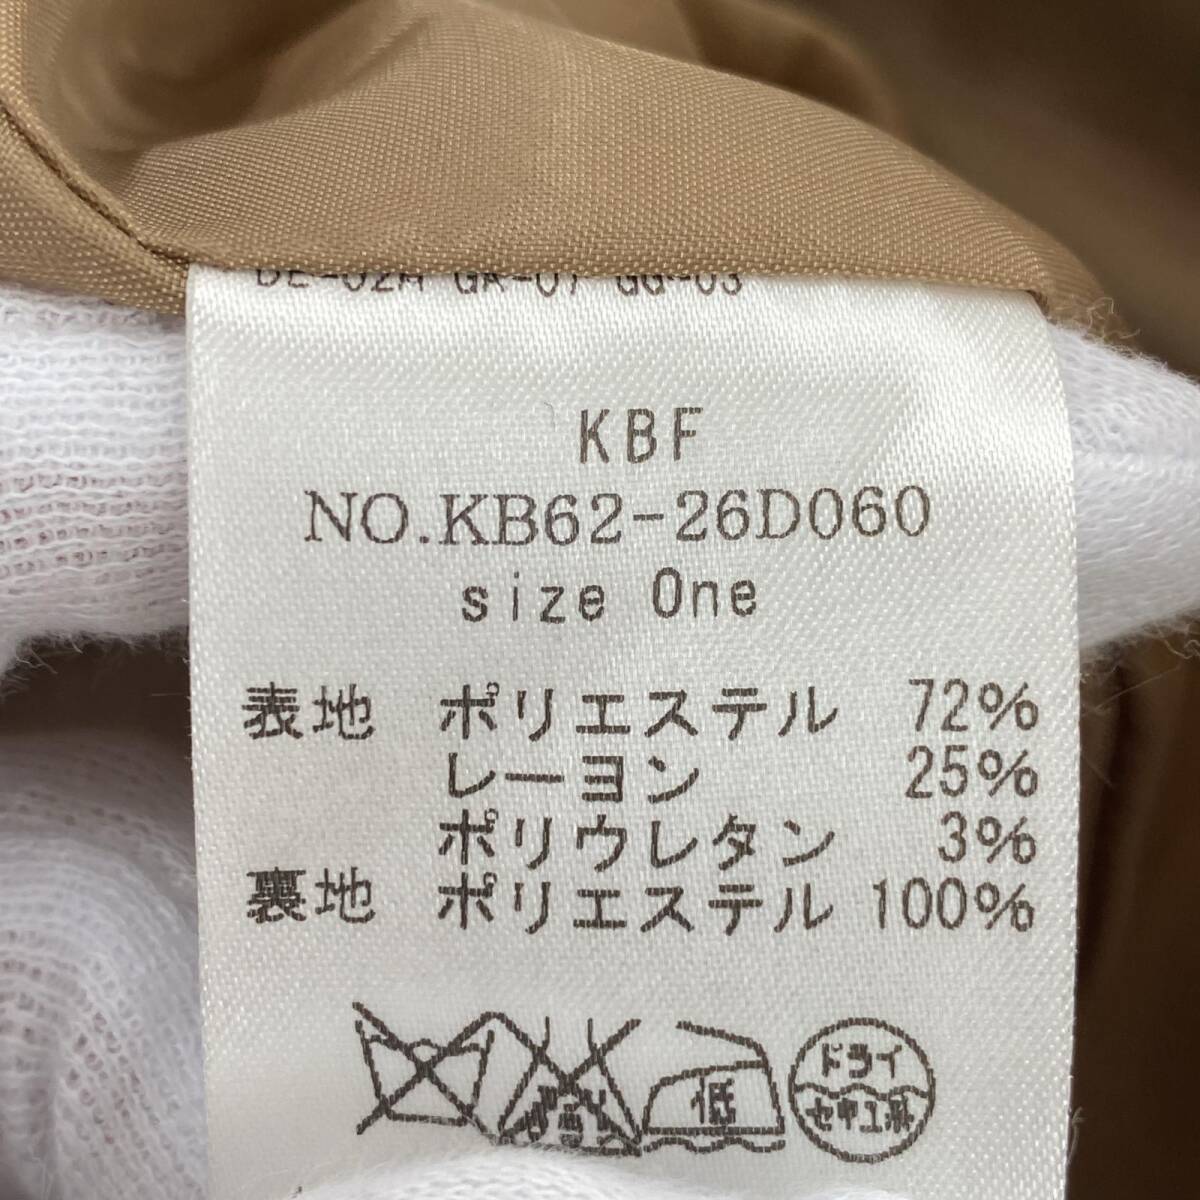 KBF
NO.KB62-26D060
size One
表地 ポリエステル 72%
レーヨン 25%
ポリウレタン 3%
裏地 ポリエステル 100%
低
ドライ
セキユ系